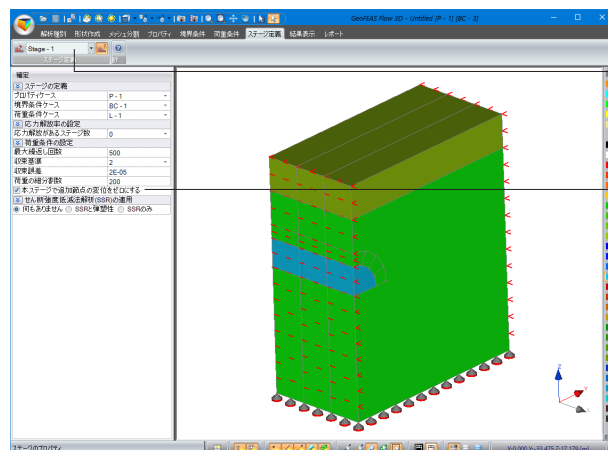 GeoFEAS Flow 3D - Untitled [P - 1] [BC - 3]
解析種別 形状作成 メッシュ分割 プロパティ 境界条件 荷重条件 ステージ定義 結果表示 レポート
Stage - 1
ステージ定義
確定
ステージの定義
プロパティケース P - 1
境界条件ケース BC - 1
荷重条件ケース L - 1
応力解放率の設定
応力解放があるステージ数 0
荷重条件の設定
最大繰返し回数 500
収束基準 2
収束誤差 2E-05
荷重の細分割数 200
本ステージで追加節点の変位をゼロにする
せん断強度低減法解析(SSR)の適用
何もありません SSRと弾塑性 SSRのみ
Z
Y
X
ステージのプロパティ
X:0.000 Y:-31.475 Z:17.179 [m]